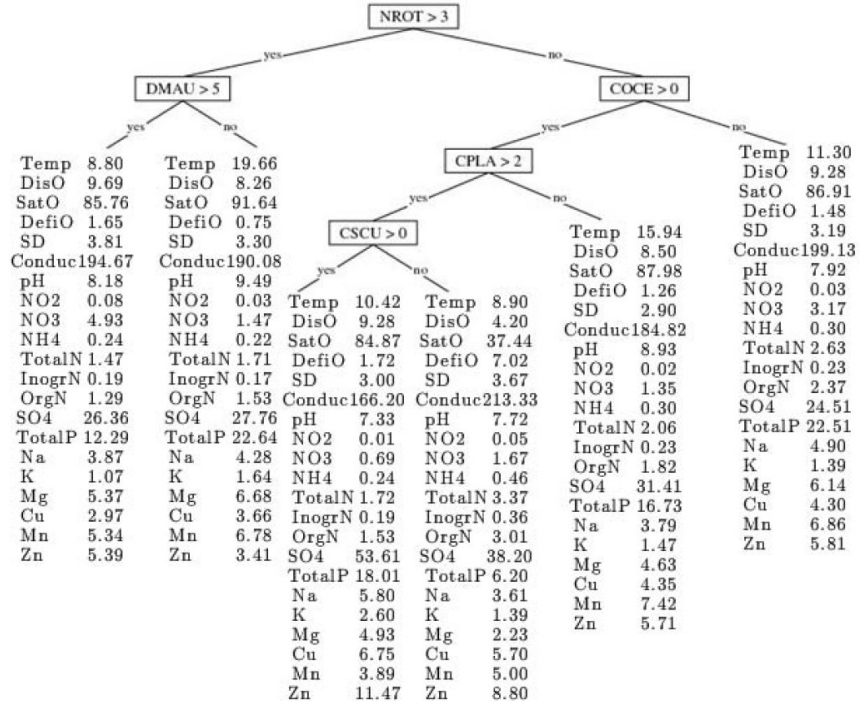 NROT > 3
yes
no
DMAU > 5
COCE > 0
yes
no
yes
no
CPLA > 2
yes
no
CSCU > 0
yes
no
Temp 8.80
DisO 9.69
SatO 85.76
DefiO 1.65
SD 3.81
Conduc194.67
pH 8.18
NO2 0.08
NO3 4.93
NH4 0.24
TotalN 1.47
InogrN 0.19
OrgN 1.29
SO4 26.36
TotalP 12.29
Na 3.87
K 1.07
Mg 5.37
Cu 2.97
Mn 5.34
Zn 5.39
Temp 19.66
DisO 8.26
SatO 91.64
DefiO 0.75
SD 3.30
Conduc190.08
pH 9.49
NO2 0.03
NO3 1.47
NH4 0.22
TotalN 1.71
InogrN 0.17
OrgN 1.53
SO4 27.76
TotalP 22.64
Na 4.28
K 1.64
Mg 6.68
Cu 3.66
Mn 6.78
Zn 3.41
Temp 10.42
DisO 9.28
SatO 84.87
DefiO 1.72
SD 3.00
Conduc166.20
pH 7.33
NO2 0.01
NO3 0.69
NH4 0.24
TotalN 1.72
InogrN 0.19
OrgN 1.53
SO4 53.61
TotalP 18.01
Na 5.80
K 2.60
Mg 4.93
Cu 6.75
Mn 3.89
Zn 11.47
Temp 8.90
DisO 4.20
SatO 37.44
DefiO 7.02
SD 3.67
Conduc213.33
pH 7.72
NO2 0.05
NO3 1.67
NH4 0.46
TotalN 3.37
InogrN 0.36
OrgN 3.01
SO4 38.20
TotalP 6.20
Na 3.61
K 1.39
Mg 2.23
Cu 5.70
Mn 5.00
Zn 8.80
Temp 15.94
DisO 8.50
SatO 87.98
DefiO 1.26
SD 2.90
Conduc184.82
pH 8.93
NO2 0.02
NO3 1.35
NH4 0.30
TotalN 2.06
InogrN 0.23
OrgN 1.82
SO4 31.41
TotalP 16.73
Na 3.79
K 1.47
Mg 4.63
Cu 4.35
Mn 7.42
Zn 5.71
Temp 11.30
DisO 9.28
SatO 86.91
DefiO 1.48
SD 3.19
Conduc199.13
pH 7.92
NO2 0.03
NO3 3.17
NH4 0.30
TotalN 2.63
InogrN 0.23
OrgN 2.37
SO4 24.51
TotalP 22.51
Na 4.90
K 1.39
Mg 6.14
Cu 4.30
Mn 6.86
Zn 5.81